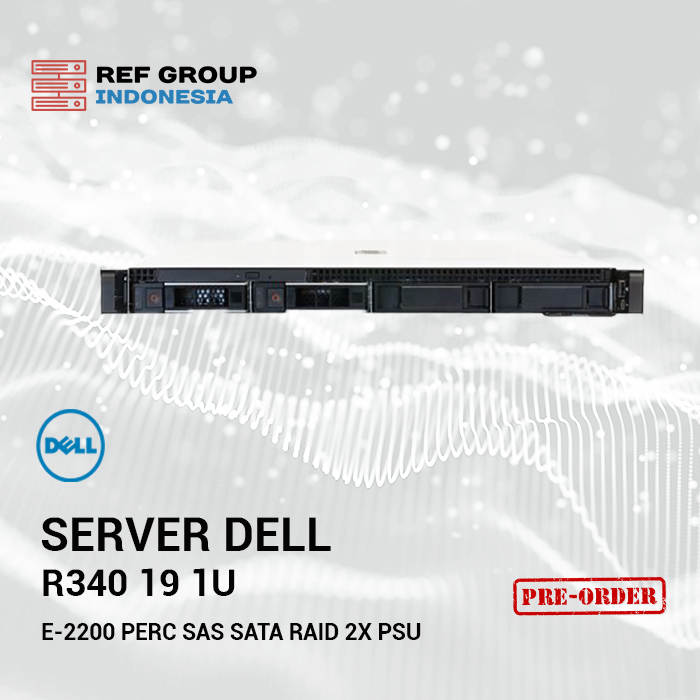 REF GROUP
INDONESIA
DELL
SERVER DELL
R340 19 1U
PRE-ORDER
E-2200 PERC SAS SATA RAID 2X PSU